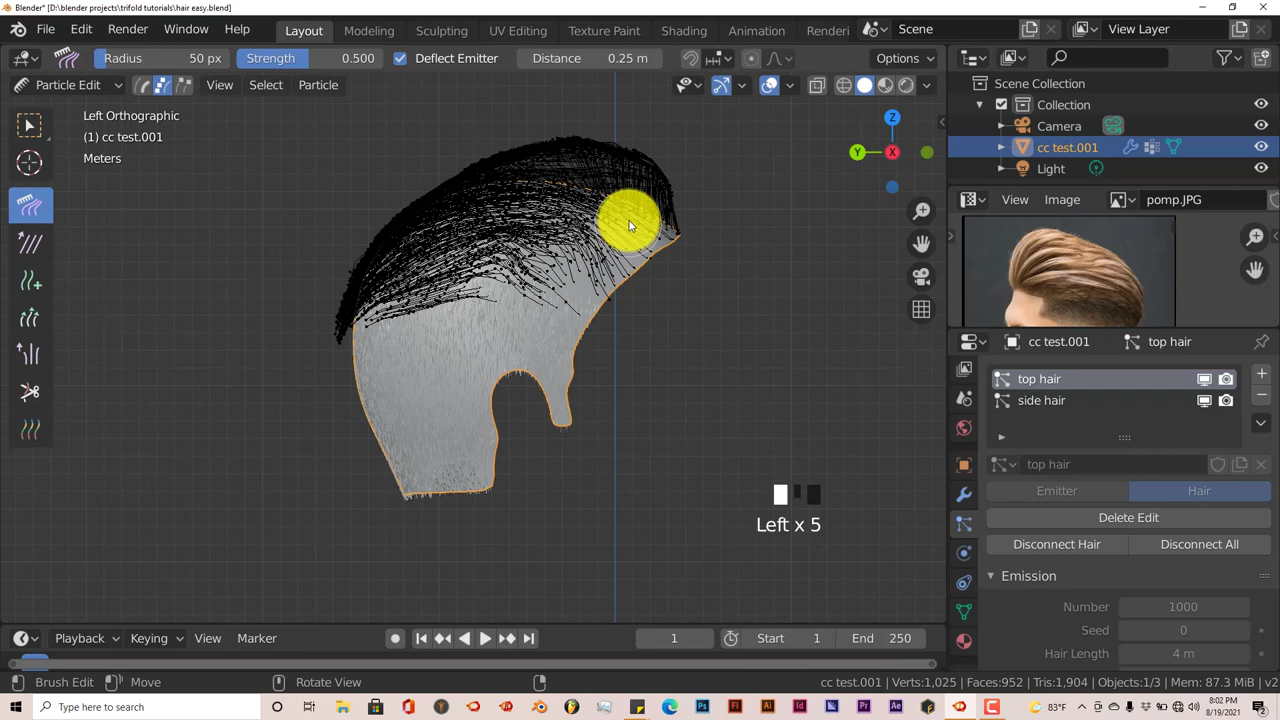 Blender* [D:\blender projects\trifold tutorials\hair easy.blend]
File Edit Render Window Help Layout Modeling Sculpting UV Editing Texture Paint Shading Animation Renderi Scene View Layer
Radius 50 px Strength 0.500 Deflect Emitter Distance 0.25 m Options
Particle Edit View Select Particle
Scene Collection
Collection
Camera
cc test.001
Light
Left Orthographic
(1) cc test.001
Meters
Z
Y
X
View Image pomp.JPG
cc test.001 top hair
top hair
side hair
top hair
Emitter Hair
Delete Edit
Disconnect Hair Disconnect All
Emission
Number 1000
Seed 0
Hair Length 4 m
Left x 5
Playback Keying View Marker 1 Start 1 End 250
Brush Edit Move Rotate View cc test.001 | Verts:1,025 | Faces:952 | Tris:1,904 | Objects:1/3 | Mem: 87.3 MiB | v2
Type here to search
83°F
8:02 PM
8/19/2021